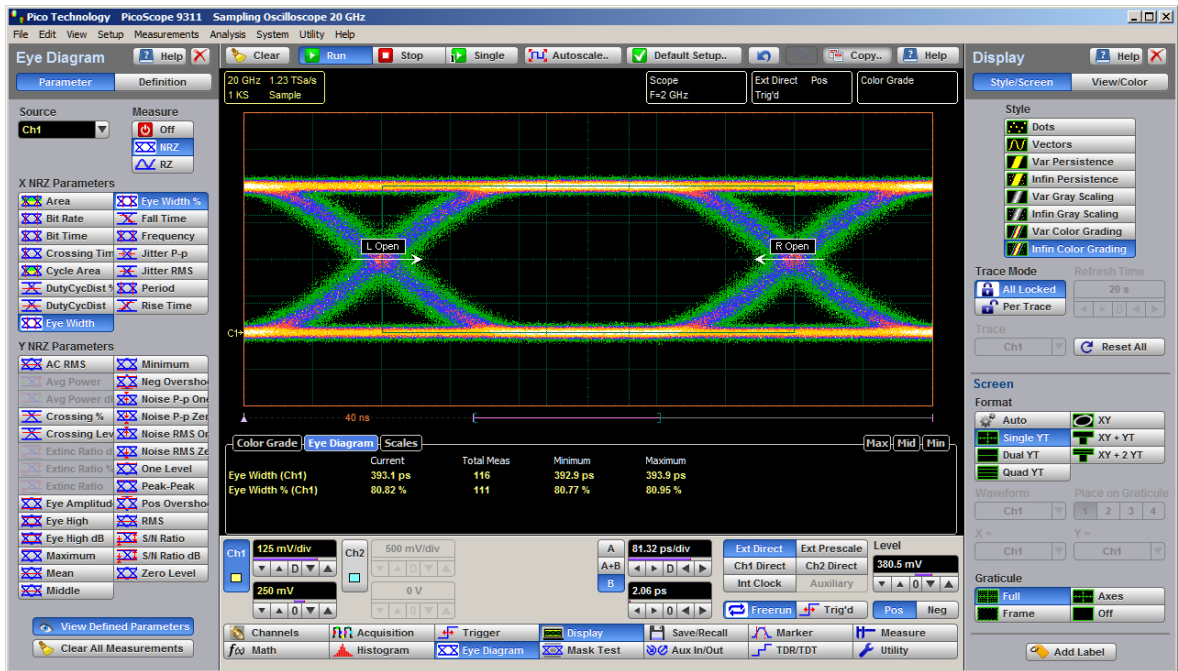 Pico Technology PicoScope 9311 Sampling Oscilloscope 20 GHz
File Edit View Setup Measurements Analysis System Utility Help
Eye Diagram Help
Parameter Definition
Source Measure
Ch1 Off
NRZ
RZ
X NRZ Parameters
Area Eye Width %
Bit Rate Fall Time
Bit Time Frequency
Crossing Tim Jitter P-p
Cycle Area Jitter RMS
DutyCycDist % Period
DutyCycDist Rise Time
Eye Width
Y NRZ Parameters
AC RMS Minimum
Avg Power Neg Oversho
Avg Power d Noise P-p One
Crossing % Noise P-p Zer
Crossing Lev Noise RMS On
Extinc Ratio d Noise RMS Ze
Extinc Ratio % One Level
Extinc Ratio Peak-Peak
Eye Amplitud Pos Oversho
Eye High RMS
Eye High dB S/N Ratio
Maximum S/N Ratio dB
Mean Zero Level
Middle
View Defined Parameters
Clear All Measurements
Clear Run Stop Single Autoscale.. Default Setup.. Copy.. Help
20 GHz 1.23 TSa/s
1 KS Sample
Scope
F=2 GHz
Ext Direct Pos
Trig'd
Color Grade
L Open R Open
C1
40 ns
Color Grade Eye Diagram Scales Max Mid Min
Current Total Meas Minimum Maximum
Eye Width (Ch1) 393.1 ps 116 392.9 ps 393.9 ps
Eye Width % (Ch1) 80.82 % 111 80.77 % 80.95 %
Ch1 125 mV/div Ch2 500 mV/div
D D
250 mV 0 V
0 0
A 81.32 ps/div
A+B D
B 2.06 ps
0
Ext Direct Ext Prescale Level
Ch1 Direct Ch2 Direct 380.5 mV
Int Clock Auxiliary 0
Freerun Trig'd Pos Neg
Channels Acquisition Trigger Display Save/Recall Marker Measure
f(x) Math Histogram Eye Diagram Mask Test Aux In/Out TDR/TDT Utility
Display Help
Style/Screen View/Color
Style
Dots
Vectors
Var Persistence
Infin Persistence
Var Gray Scaling
Infin Gray Scaling
Var Color Grading
Infin Color Grading
Trace Mode Refresh Time
All Locked 20 s
Per Trace D
Trace
Ch1 Reset All
Screen
Format
Auto XY
Single YT XY + YT
Dual YT XY + 2 YT
Quad YT
Waveform Place on Graticule
Ch1 1 2 3 4
X = Y =
Ch1 Ch1
Graticule
Full Axes
Frame Off
Add Label